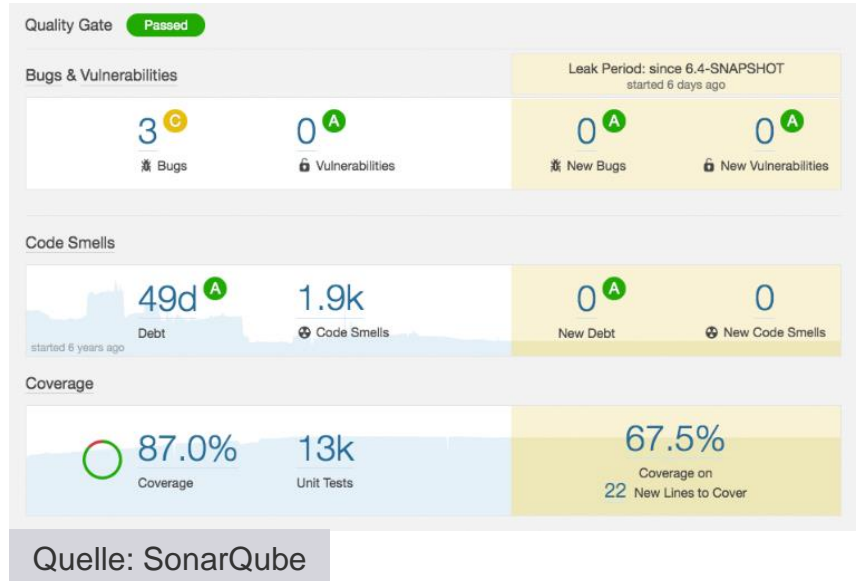 Quality Gate Passed
Bugs & Vulnerabilities
Leak Period: since 6.4-SNAPSHOT
started 6 days ago
3 C
0 A
0 A
0 A
Bugs
Vulnerabilities
New Bugs
New Vulnerabilities
Code Smells
49d A
1.9k
0 A
0
Debt
Code Smells
New Debt
New Code Smells
started 6 years ago
Coverage
87.0%
13k
67.5%
Coverage
Unit Tests
Coverage on
22 New Lines to Cover
Quelle: SonarQube